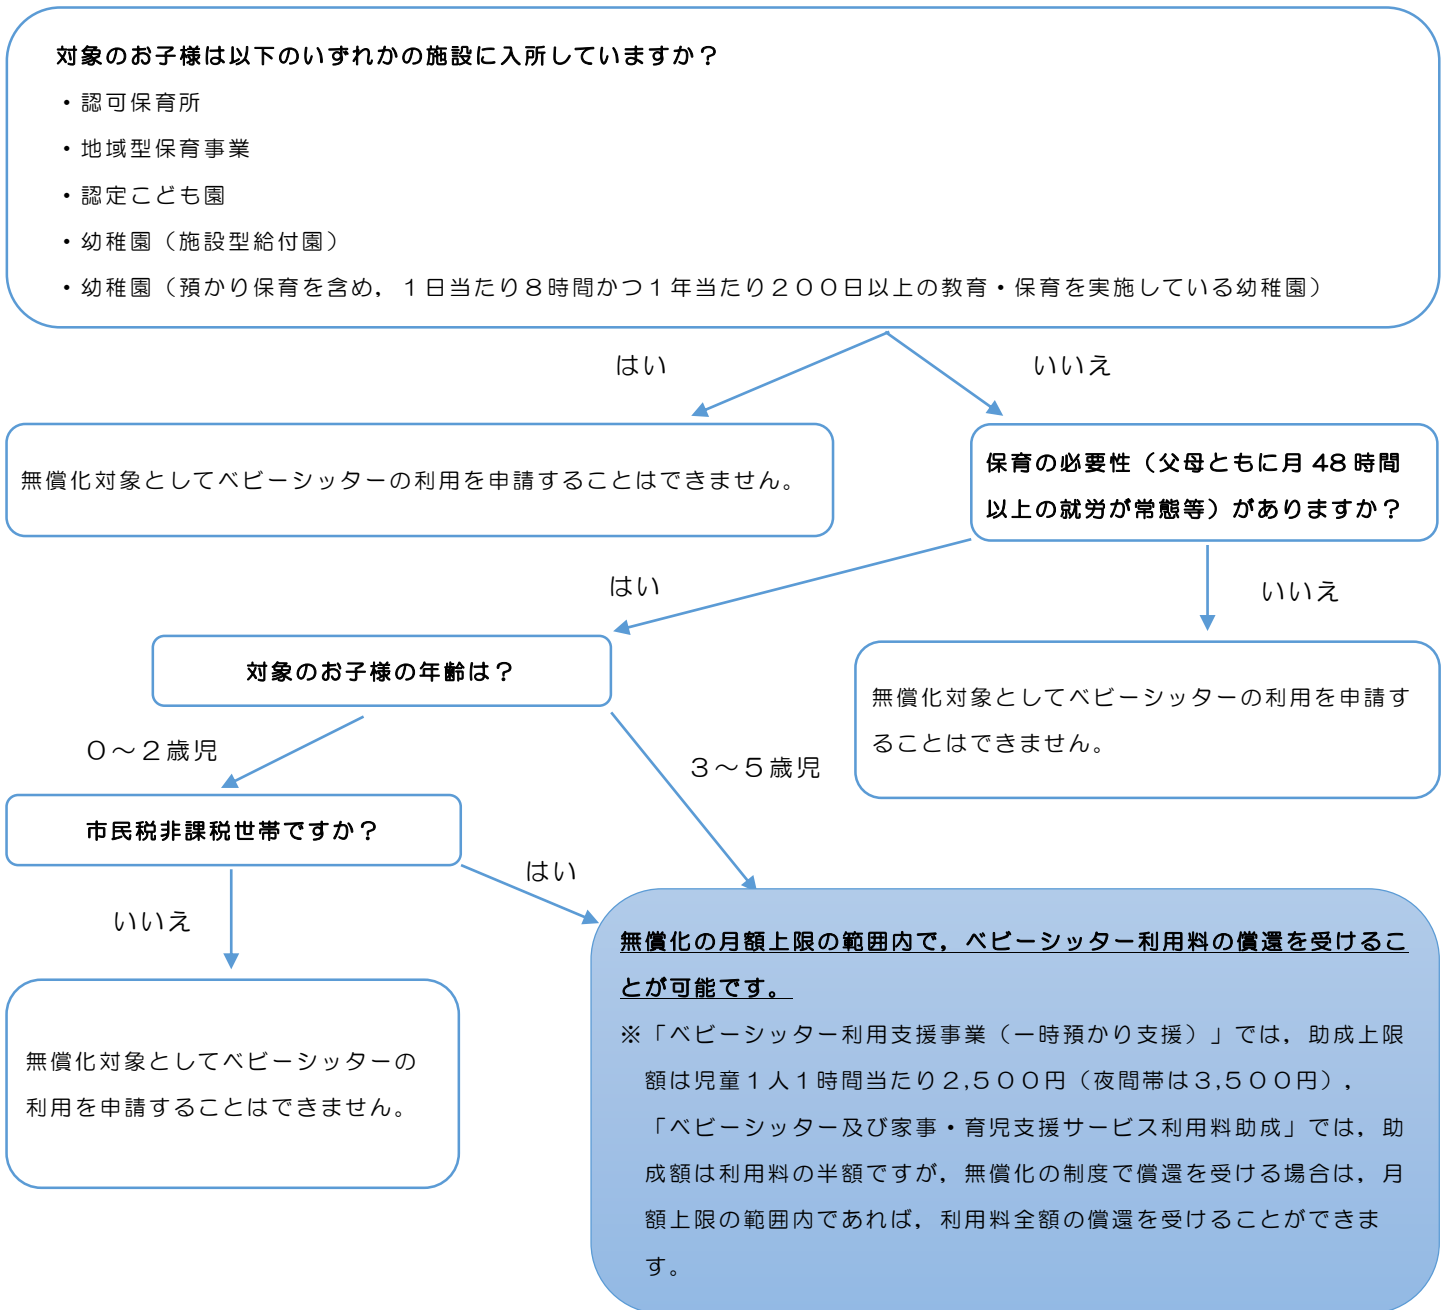 対象のお子様は以下のいずれかの施設に入所していますか？
・認可保育所
・地域型保育事業
・認定こども園
・幼稚園（施設型給付園）
・幼稚園（預かり保育を含め，１日当たり８時間かつ１年当たり２００日以上の教育・保育を実施している幼稚園）
はい
いいえ
無償化対象としてベビーシッターの利用を申請することはできません。
保育の必要性（父母ともに月 48 時間
以上の就労が常態等）がありますか？
はい
いいえ
対象のお子様の年齢は？
無償化対象としてベビーシッターの利用を申請す
ることはできません。
０～２歳児
３～５歳児
市民税非課税世帯ですか？
はい
いいえ
無償化対象としてベビーシッターの
利用を申請することはできません。
無償化の月額上限の範囲内で，ベビーシッター利用料の償還を受けるこ
とが可能です。
※「ベビーシッター利用支援事業（一時預かり支援）」では，助成上限
額は児童１人１時間当たり２,５００円（夜間帯は３,５００円），
「ベビーシッター及び家事・育児支援サービス利用料助成」では，助
成額は利用料の半額ですが，無償化の制度で償還を受ける場合は，月
額上限の範囲内であれば，利用料全額の償還を受けることができま
す。